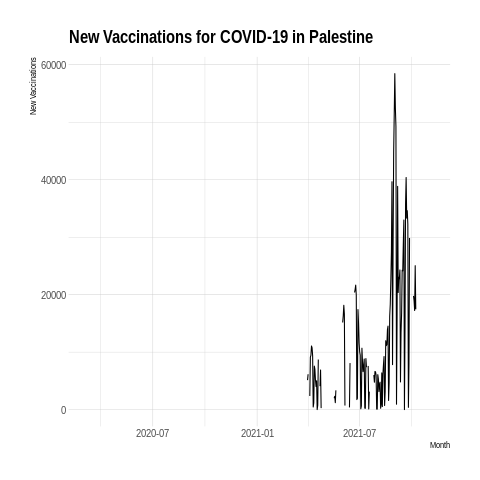 New Vaccinations for COVID-19 in Palestine
New Vaccinations
60000
40000
20000
0
2020-07 2021-01 2021-07
Month